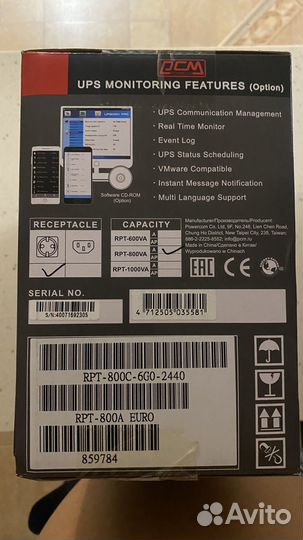 PCM
UPS MONITORING FEATURES (Option)
· UPS Communication Management
· Real Time Monitor
· Event Log
· UPS Status Scheduling
· VMware Compatible
· Instant Message Notification
· Multi Language Support
Software CD-ROM
(Option)
RECEPTACLE
CAPACITY
RPT-600VA
RPT-800VA
RPT-1000VA
Manufacturer/Производитель/Producent:
Powercom Co., Ltd, 9F, No.246, Lien Chen Road,
Chung Ho District, New Taipei City, 235, Taiwan;
886-2-2225-8552; info@pcm.ru
Made in China/Сделано в Китае/
Wyprodukowano w Chinach
EAC CE
SERIAL NO.
S/N:40071692305
4 712505 035581
RPT-800C-6G0-2440
RPT-800A EURO
859784
Avito